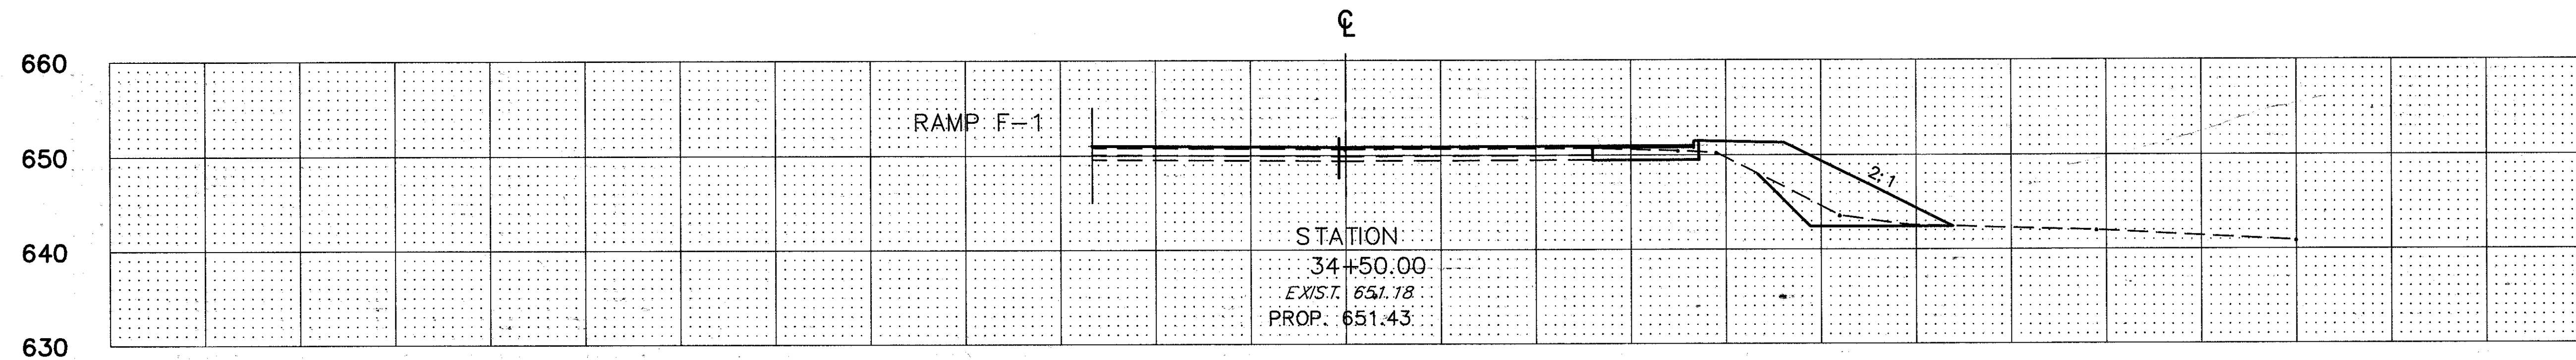 ℄
660
RAMP F-1
650
2:1
STATION
640
34+50.00
EXIST. 651.18
PROP. 651.43
630